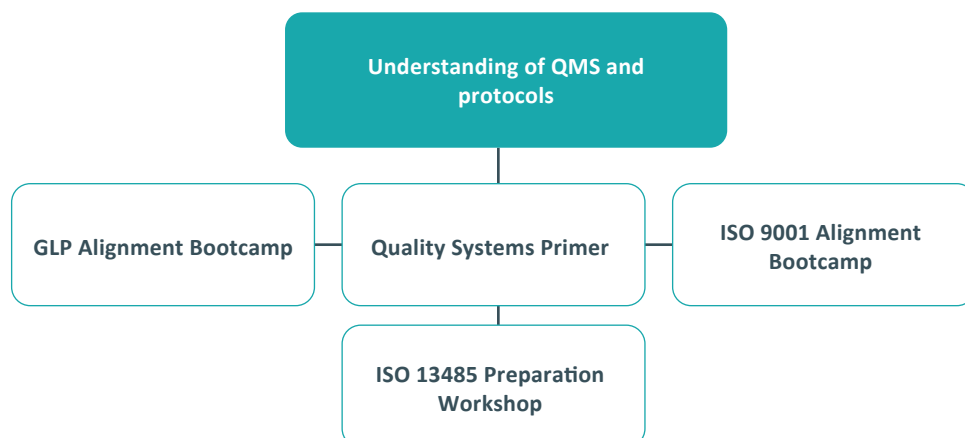 Understanding of QMS and
protocols
GLP Alignment Bootcamp
Quality Systems Primer
ISO 9001 Alignment
Bootcamp
ISO 13485 Preparation
Workshop